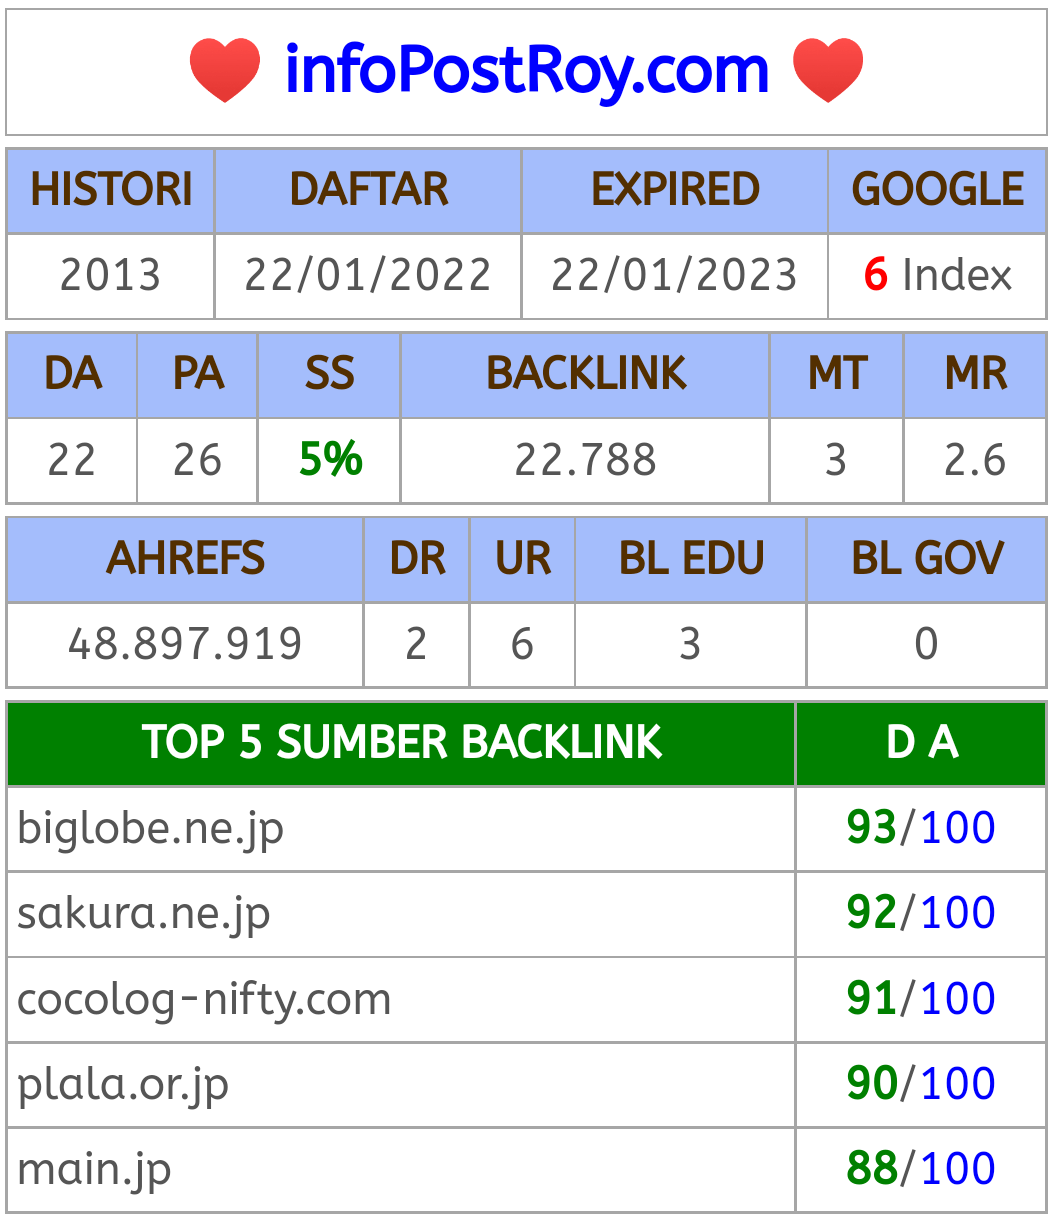 infoPostRoy.com
HISTORI DAFTAR EXPIRED GOOGLE
2013 22/01/2022 22/01/2023 6 Index
DA PA SS BACKLINK MT MR
22 26 5% 22.788 3 2.6
AHREFS DR UR BL EDU BL GOV
48.897.919 2 6 3 0
TOP 5 SUMBER BACKLINK D A
biglobe.ne.jp 93/100
sakura.ne.jp 92/100
cocolog-nifty.com 91/100
plala.or.jp 90/100
main.jp 88/100